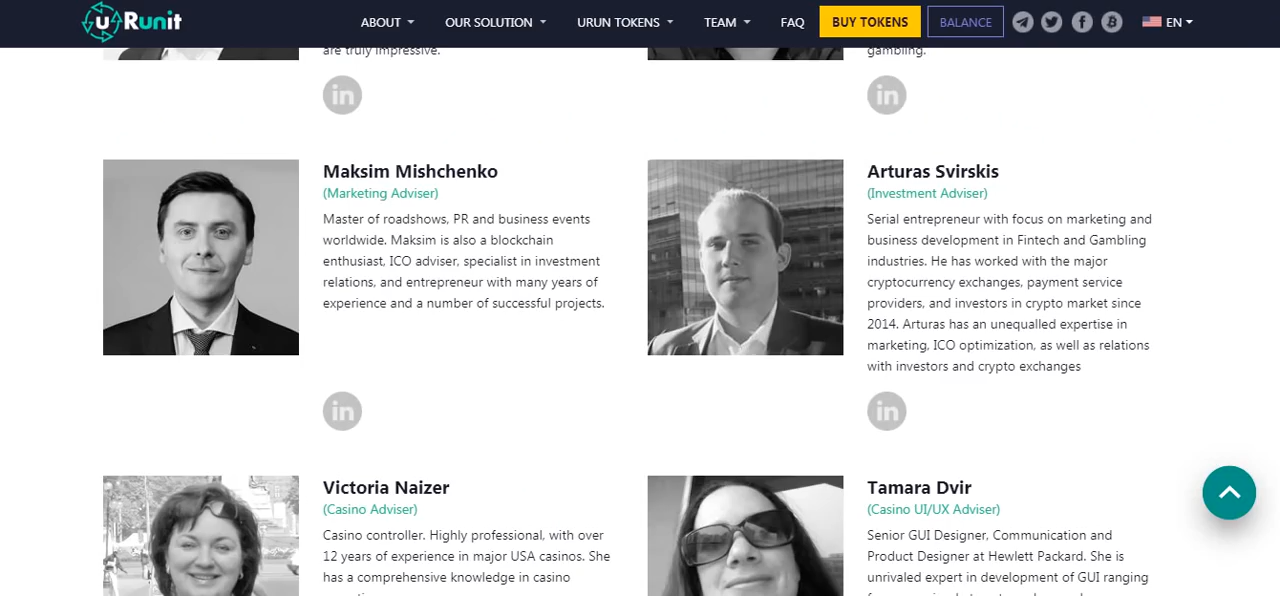 uRunit
ABOUT
OUR SOLUTION
URUN TOKENS
TEAM
FAQ
BUY TOKENS
BALANCE
EN
are truly impressive.
gambling.
in
in
Maksim Mishchenko
(Marketing Adviser)
Master of roadshows, PR and business events
worldwide. Maksim is also a blockchain
enthusiast, ICO adviser, specialist in investment
relations, and entrepreneur with many years of
experience and a number of successful projects.
in
Arturas Svirskis
(Investment Adviser)
Serial entrepreneur with focus on marketing and
business development in Fintech and Gambling
industries. He has worked with the major
cryptocurrency exchanges, payment service
providers, and investors in crypto market since
2014. Arturas has an unequalled expertise in
marketing, ICO optimization, as well as relations
with investors and crypto exchanges
in
Victoria Naizer
(Casino Adviser)
Casino controller. Highly professional, with over
12 years of experience in major USA casinos. She
has a comprehensive knowledge in casino
Tamara Dvir
(Casino UI/UX Adviser)
Senior GUI Designer, Communication and
Product Designer at Hewlett Packard. She is
unrivaled expert in development of GUI ranging